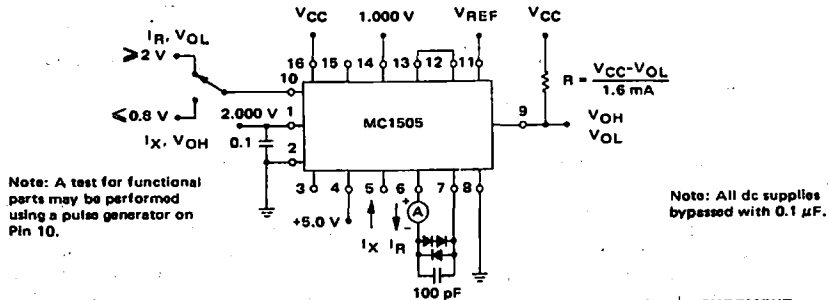 VCC 1.000 V VREF VCC
IR, VOL
≥2 V
16 15 14 13 12 11
10
R = VCC-VOL / 1.6 mA
≤0.8 V
2.000 V 1
MC1505
9 VOH
VOL
IX, VOH
0.1
2
Note: A test for functional
parts may be performed
using a pulse generator on
Pin 10.
3 4 5 6 7 8
Note: All dc supplies
bypassed with 0.1 μF.
+ A −
+5.0 V
IX IR
100 pF